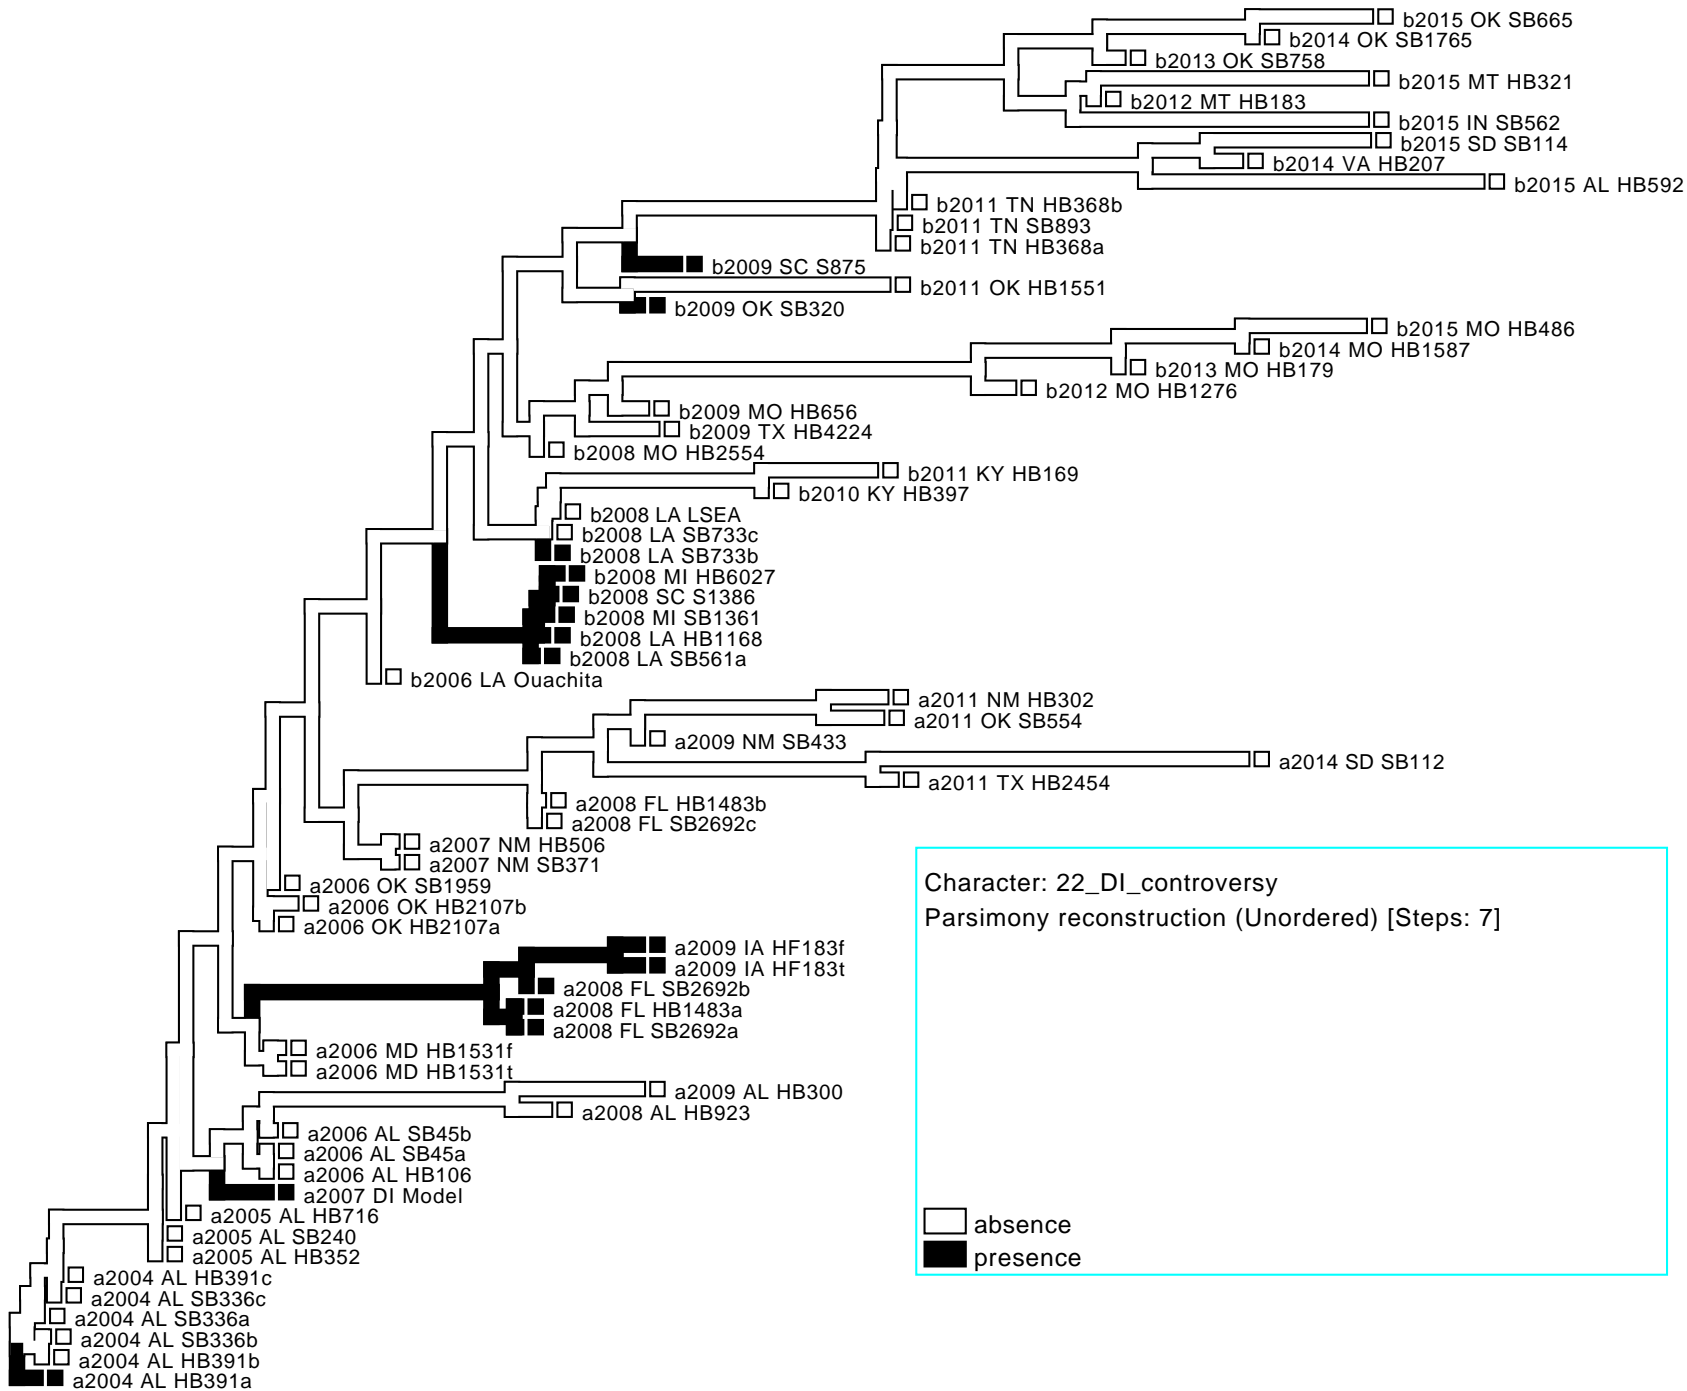 b2015 OK SB665
b2014 OK SB1765
b2013 OK SB758
b2015 MT HB321
b2012 MT HB183
b2015 IN SB562
b2015 SD SB114
b2014 VA HB207
b2015 AL HB592
b2011 TN HB368b
b2011 TN SB893
b2011 TN HB368a
b2009 SC S875
b2011 OK HB1551
b2009 OK SB320
b2015 MO HB486
b2014 MO HB1587
b2013 MO HB179
b2012 MO HB1276
b2009 MO HB656
b2009 TX HB4224
b2008 MO HB2554
b2011 KY HB169
b2010 KY HB397
b2008 LA LSEA
b2008 LA SB733c
b2008 LA SB733b
b2008 MI HB6027
b2008 SC S1386
b2008 MI SB1361
b2008 LA HB1168
b2008 LA SB561a
b2006 LA Ouachita
a2011 NM HB302
a2011 OK SB554
a2009 NM SB433
a2014 SD SB112
a2011 TX HB2454
a2008 FL HB1483b
a2008 FL SB2692c
a2007 NM HB506
a2007 NM SB371
a2006 OK SB1959
a2006 OK HB2107b
a2006 OK HB2107a
a2009 IA HF183f
a2009 IA HF183t
a2008 FL SB2692b
a2008 FL HB1483a
a2008 FL SB2692a
a2006 MD HB1531f
a2006 MD HB1531t
a2009 AL HB300
a2008 AL HB923
a2006 AL SB45b
a2006 AL SB45a
a2006 AL HB106
a2007 DI Model
a2005 AL HB716
a2005 AL SB240
a2005 AL HB352
a2004 AL HB391c
a2004 AL SB336c
a2004 AL SB336a
a2004 AL SB336b
a2004 AL HB391b
a2004 AL HB391a
Character: 22_DI_controversy
Parsimony reconstruction (Unordered) [Steps: 7]
absence
presence